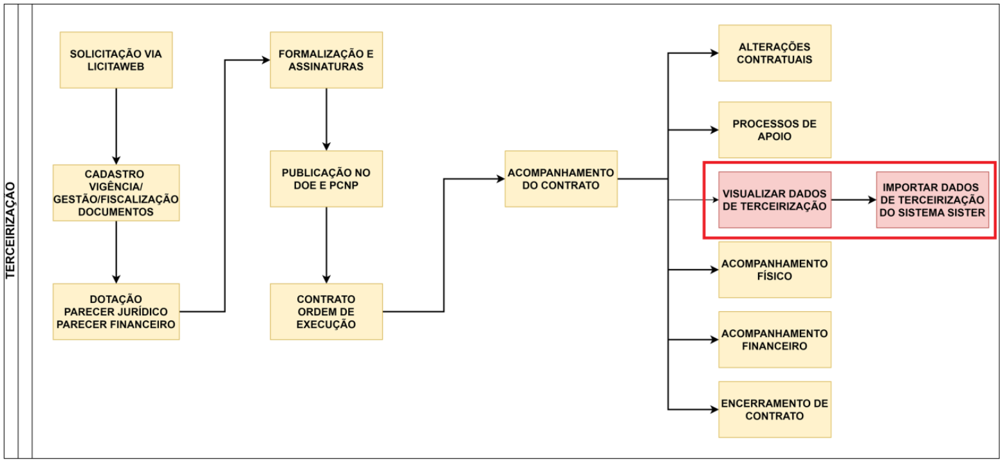 TERCEIRIZAÇÃO
SOLICITAÇÃO VIA
LICITAWEB
CADASTRO
VIGÊNCIA/
GESTÃO/FISCALIZAÇÃO
DOCUMENTOS
DOTAÇÃO
PARECER JURÍDICO
PARECER FINANCEIRO
FORMALIZAÇÃO E
ASSINATURAS
PUBLICAÇÃO NO
DOE E PCNP
CONTRATO
ORDEM DE
EXECUÇÃO
ACOMPANHAMENTO
DO CONTRATO
ALTERAÇÕES
CONTRATUAIS
PROCESSOS DE
APOIO
VISUALIZAR DADOS
DE TERCEIRIZAÇÃO
IMPORTAR DADOS
DE TERCEIRIZAÇÃO
DO SISTEMA SISTER
ACOMPANHAMENTO
FÍSICO
ACOMPANHAMENTO
FINANCEIRO
ENCERRAMENTO DE
CONTRATO